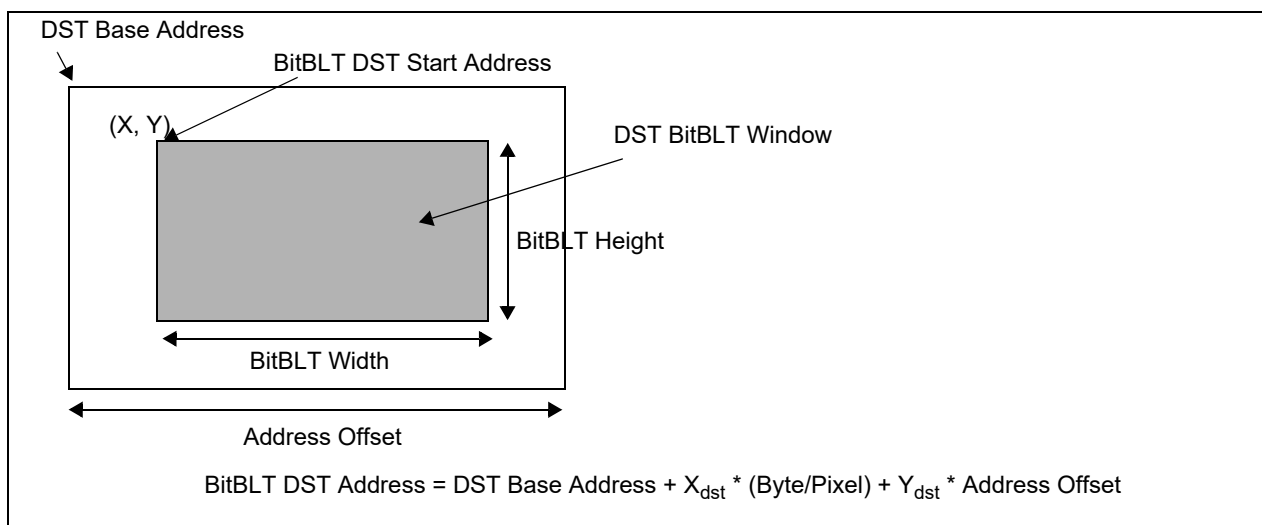 DST Base Address
BitBLT DST Start Address
(X, Y)
DST BitBLT Window
BitBLT Height
BitBLT Width
Address Offset
BitBLT DST Address = DST Base Address + Xdst * (Byte/Pixel) + Ydst * Address Offset